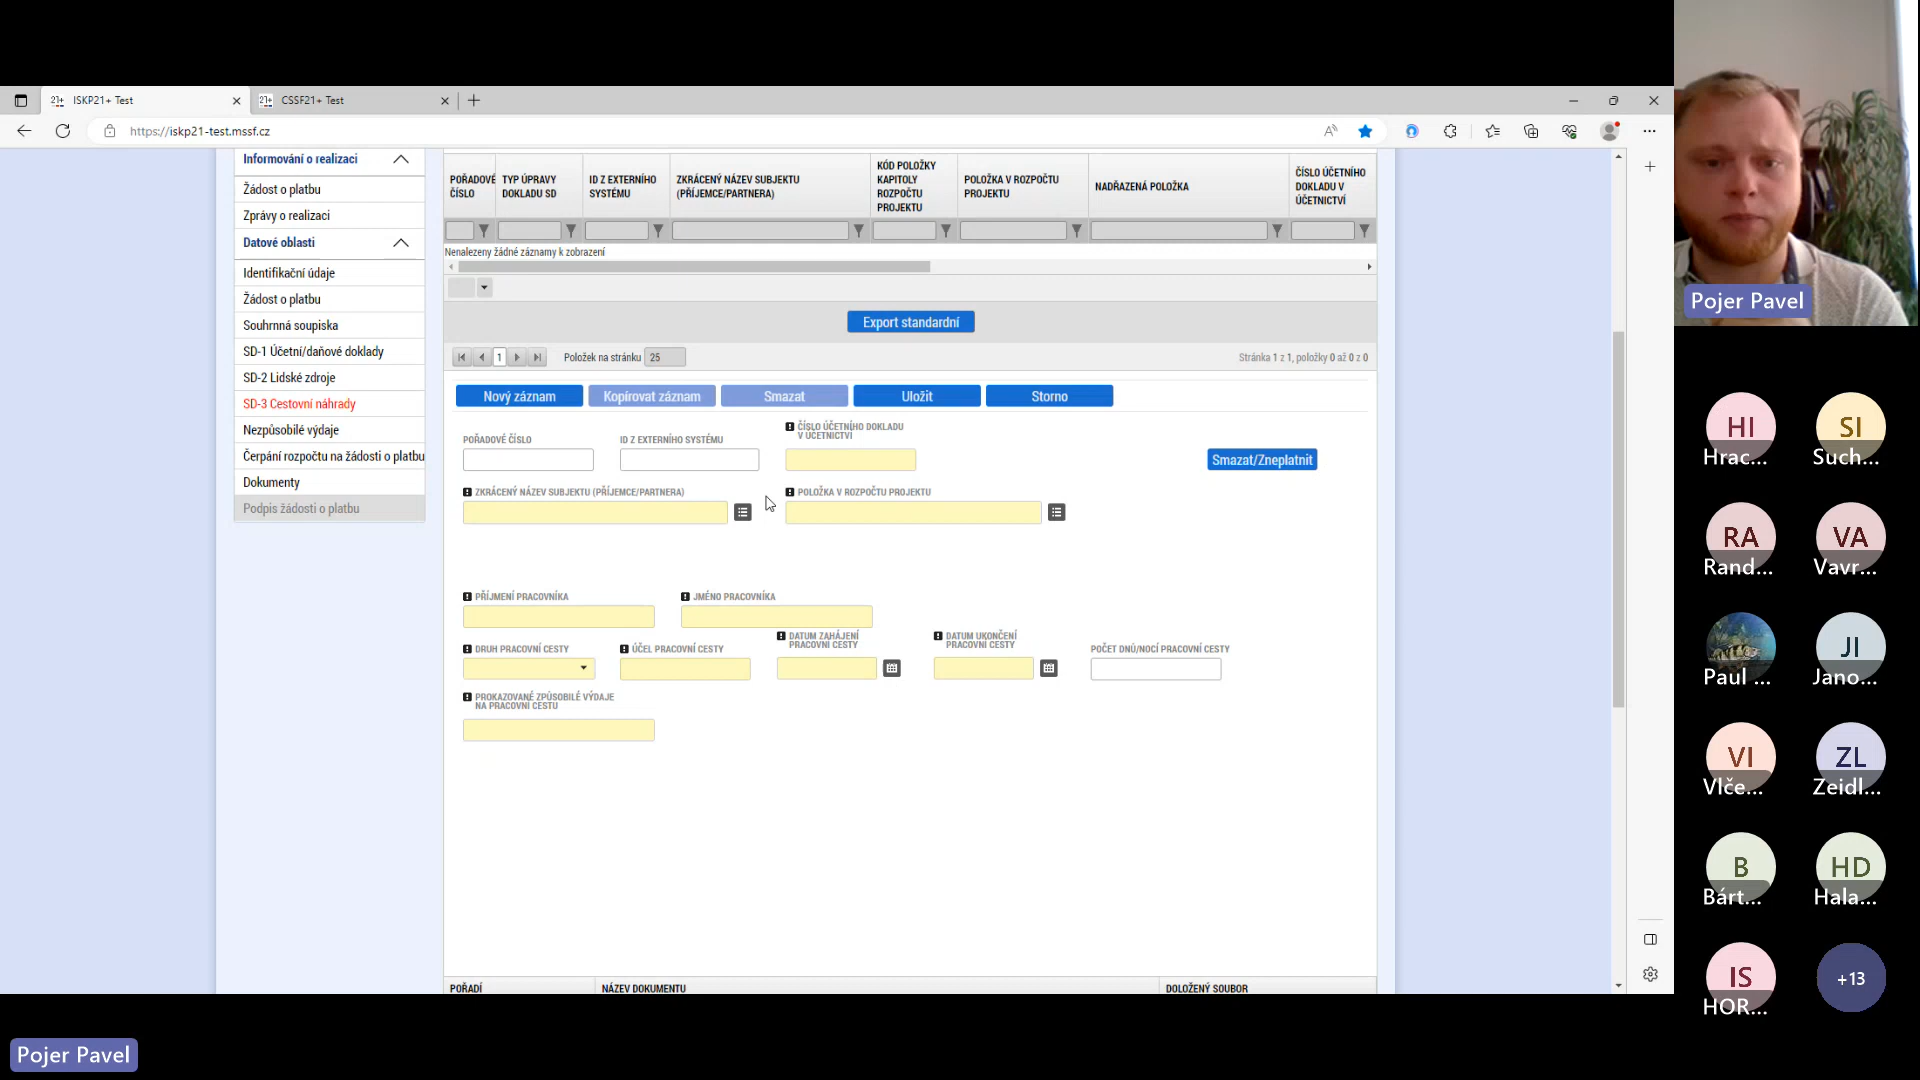 ISKP21+ Test
CSSF21+ Test
https://iskp21-test.mssf.cz
Informování o realizaci
Žádost o platbu
Zprávy o realizaci
Datové oblasti
Identifikační údaje
Žádost o platbu
Souhrnná soupiska
SD-1 Účetní/daňové doklady
SD-2 Lidské zdroje
SD-3 Cestovní náhrady
Nezpůsobilé výdaje
Čerpání rozpočtu na žádosti o platbu
Dokumenty
Podpis žádosti o platbu
POŘADOVÉ
ČÍSLO
TYP ÚPRAVY
DOKLADU SD
ID Z EXTERNÍHO
SYSTÉMU
ZKRÁCENÝ NÁZEV SUBJEKTU
(PŘÍJEMCE/PARTNERA)
KÓD POLOŽKY
KAPITOLY
ROZPOČTU
PROJEKTU
POLOŽKA V ROZPOČTU
PROJEKTU
NADŘAZENÁ POLOŽKA
ČÍSLO ÚČETNÍHO
DOKLADU V
ÚČETNICTVÍ
Nenalezeny žádné záznamy k zobrazení
Export standardní
1
Položek na stránku 25
Stránka 1 z 1, položky 0 až 0 z 0
Nový záznam
Kopírovat záznam
Smazat
Uložit
Storno
POŘADOVÉ ČÍSLO
ID Z EXTERNÍHO SYSTÉMU
ČÍSLO ÚČETNÍHO DOKLADU
V ÚČETNICTVÍ
Smazat/Zneplatnit
ZKRÁCENÝ NÁZEV SUBJEKTU (PŘÍJEMCE/PARTNERA)
POLOŽKA V ROZPOČTU PROJEKTU
PŘÍJMENÍ PRACOVNÍKA
JMÉNO PRACOVNÍKA
DRUH PRACOVNÍ CESTY
ÚČEL PRACOVNÍ CESTY
DATUM ZAHÁJENÍ
PRACOVNÍ CESTY
DATUM UKONČENÍ
PRACOVNÍ CESTY
POČET DNŮ/NOCÍ PRACOVNÍ CESTY
PROKAZOVANÉ ZPŮSOBILÉ VÝDAJE
NA PRACOVNÍ CESTU
POŘADÍ
NÁZEV DOKUMENTU
DOLOŽENÝ SOUBOR
Pojer Pavel
HI
Hrac...
SI
Such...
RA
Rand...
VA
Vavr...
Paul ...
JI
Jano...
VI
Vlče...
ZL
Zeidl...
B
Bárt...
HD
Hala...
IS
HOR...
+13
Pojer Pavel